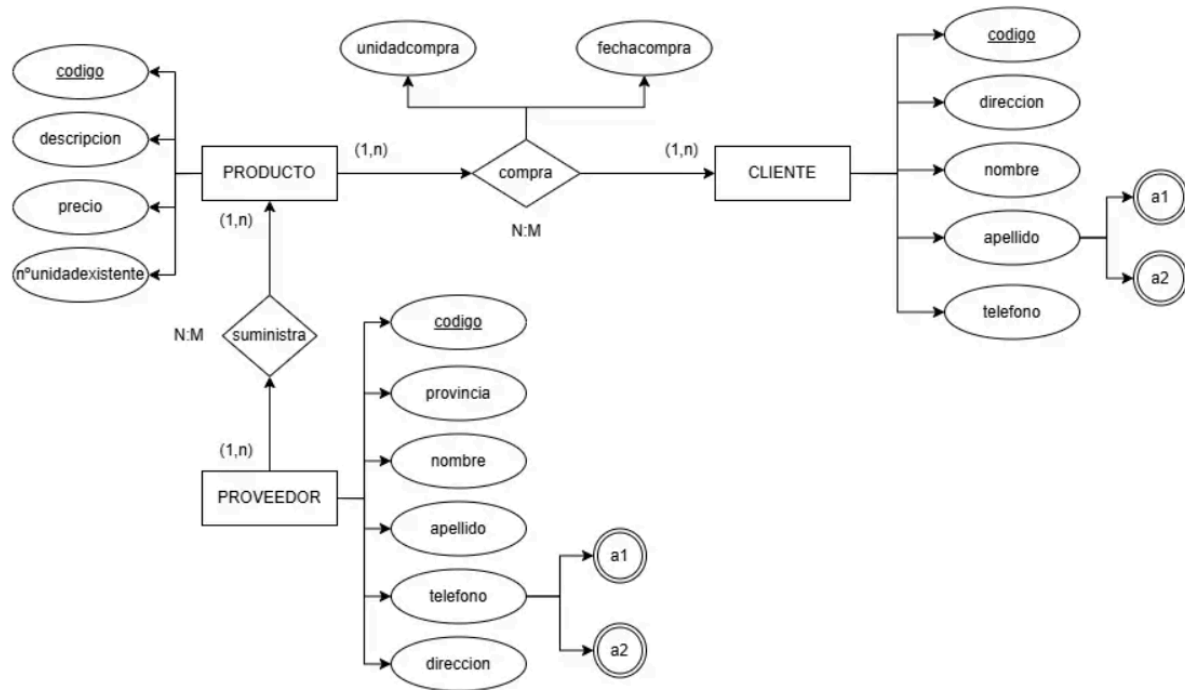 unidadcompra
fechacompra
codigo
descripcion
precio
nºunidadexistente
PRODUCTO
(1,n)
compra
N:M
(1,n)
CLIENTE
codigo
direccion
nombre
apellido
a1
a2
telefono
(1,n)
N:M
suministra
(1,n)
PROVEEDOR
codigo
provincia
nombre
apellido
telefono
a1
a2
direccion